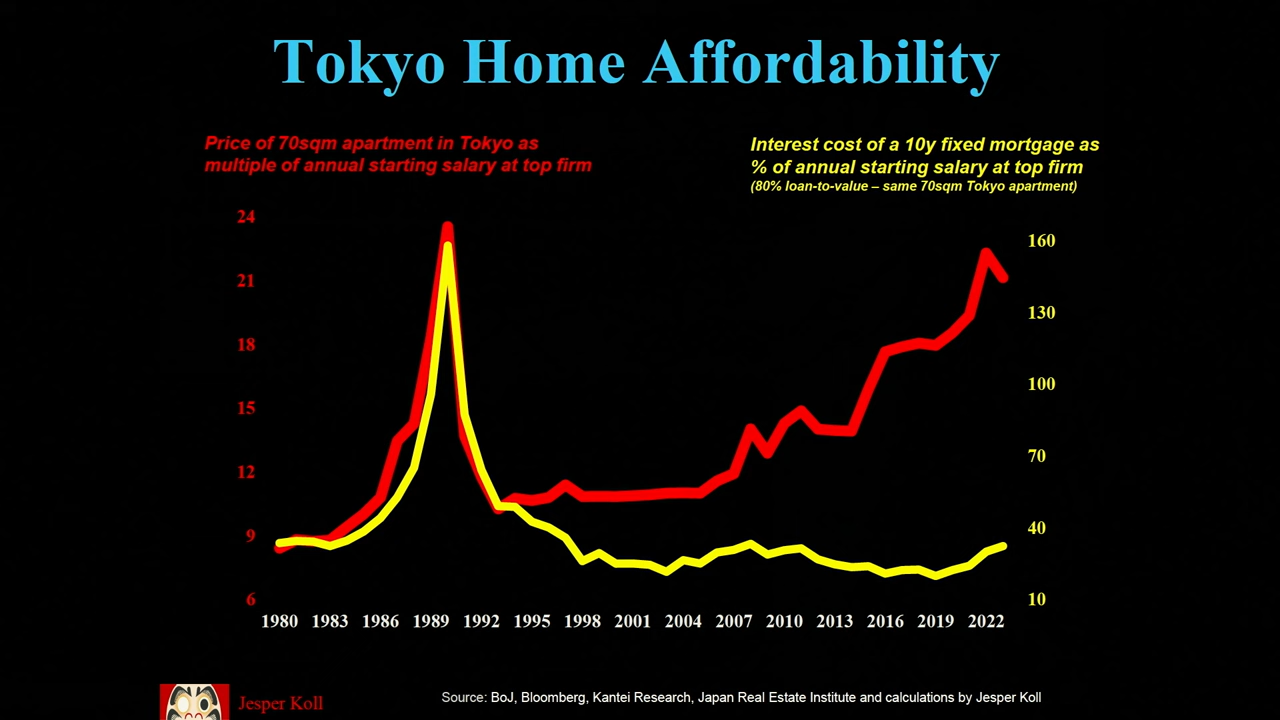 Tokyo Home Affordability
Price of 70sqm apartment in Tokyo as
multiple of annual starting salary at top firm
Interest cost of a 10y fixed mortgage as
% of annual starting salary at top firm
(80% loan-to-value – same 70sqm Tokyo apartment)
24
21
18
15
12
9
6
160
130
100
70
40
10
1980 1983 1986 1989 1992 1995 1998 2001 2004 2007 2010 2013 2016 2019 2022
Jesper Koll
Source: BoJ, Bloomberg, Kantei Research, Japan Real Estate Institute and calculations by Jesper Koll